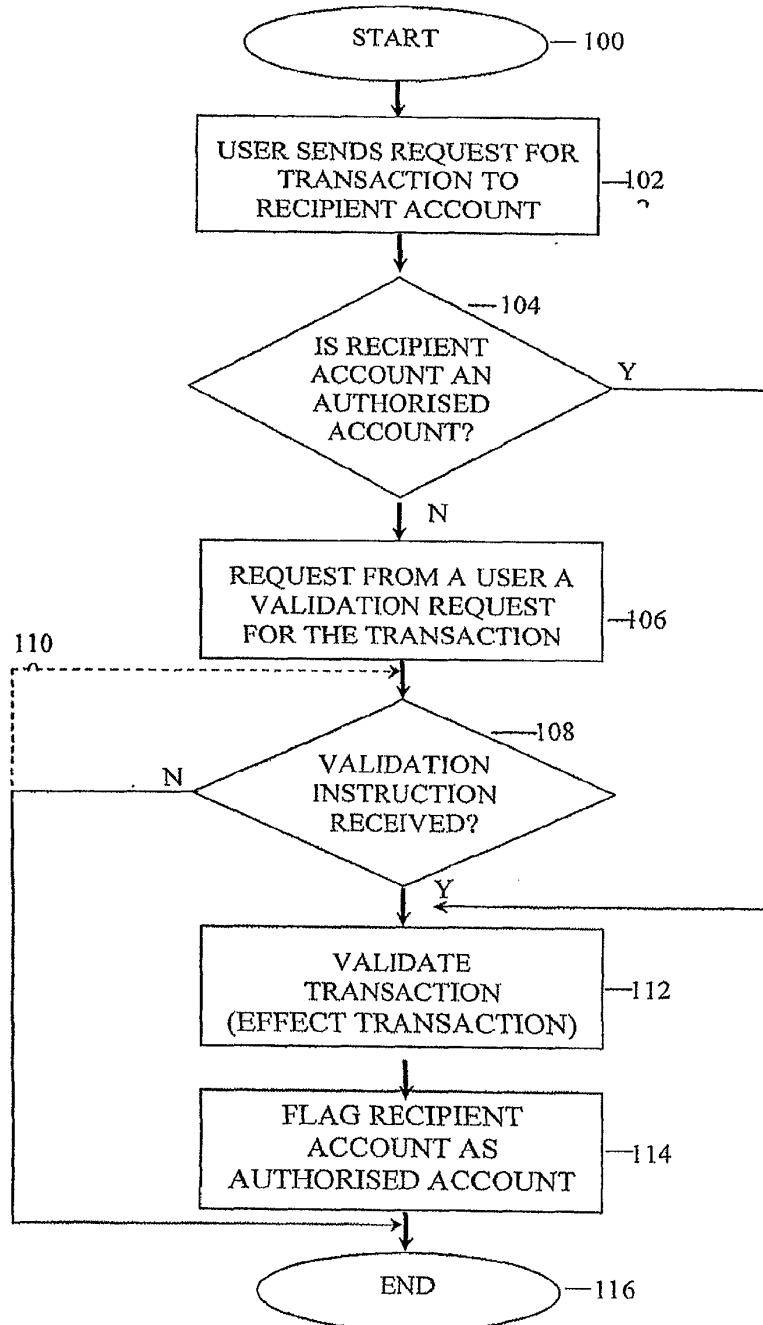 START
100
USER SENDS REQUEST FOR
TRANSACTION TO
RECIPIENT ACCOUNT
102
104
IS RECIPIENT
ACCOUNT AN
AUTHORISED
ACCOUNT?
Y
N
REQUEST FROM A USER A
VALIDATION REQUEST
FOR THE TRANSACTION
106
110
108
VALIDATION
INSTRUCTION
RECEIVED?
N
Y
VALIDATE
TRANSACTION
(EFFECT TRANSACTION)
112
FLAG RECIPIENT
ACCOUNT AS
AUTHORISED ACCOUNT
114
END
116